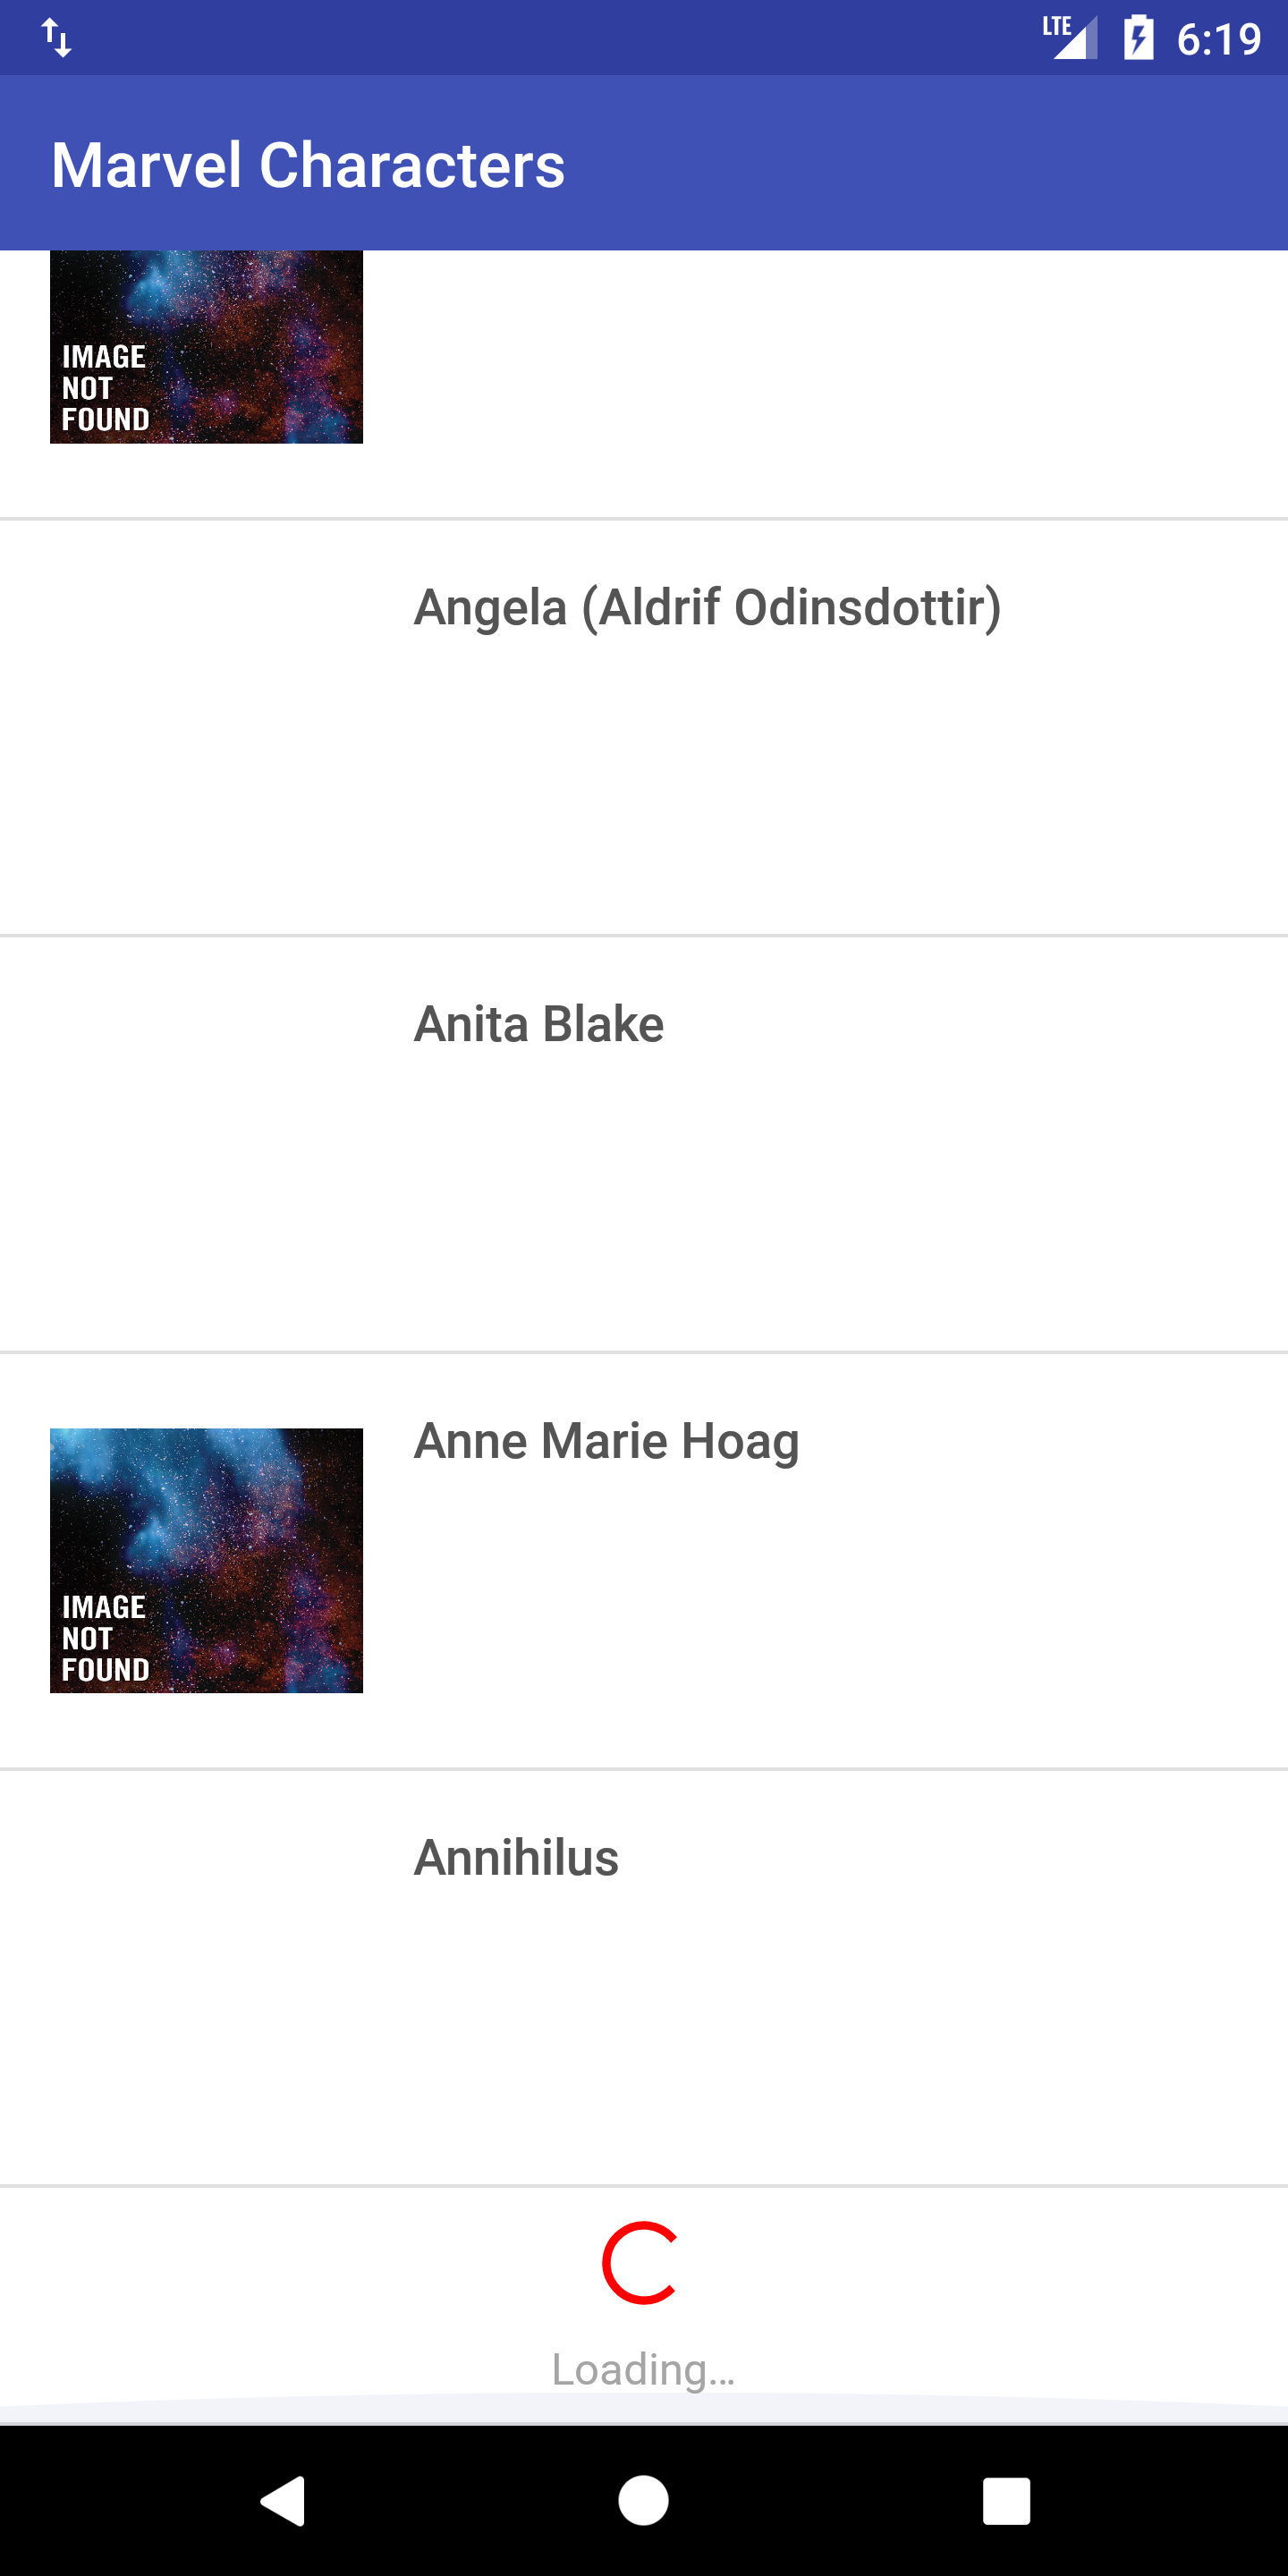 LTE 6:19
Marvel Characters
IMAGE
NOT
FOUND
Angela (Aldrif Odinsdottir)
Anita Blake
Anne Marie Hoag
IMAGE
NOT
FOUND
Annihilus
Loading...